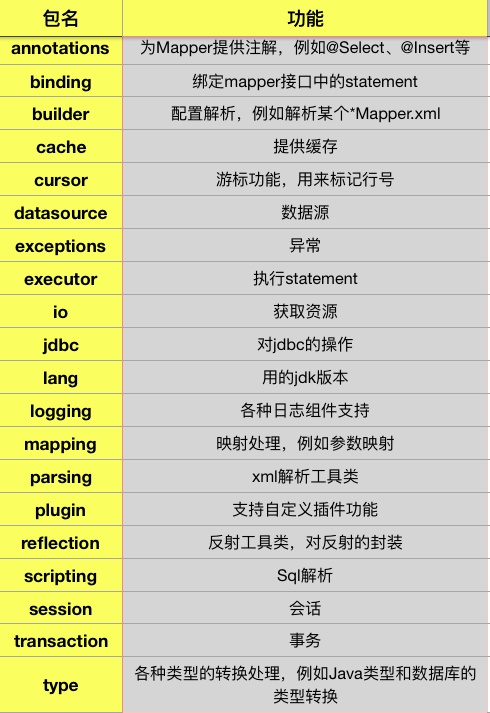 包名 功能
annotations 为Mapper提供注解，例如@Select、@Insert等
binding 绑定mapper接口中的statement
builder 配置解析，例如解析某个*Mapper.xml
cache 提供缓存
cursor 游标功能，用来标记行号
datasource 数据源
exceptions 异常
executor 执行statement
io 获取资源
jdbc 对jdbc的操作
lang 用的jdk版本
logging 各种日志组件支持
mapping 映射处理，例如参数映射
parsing xml解析工具类
plugin 支持自定义插件功能
reflection 反射工具类，对反射的封装
scripting Sql解析
session 会话
transaction 事务
type 各种类型的转换处理，例如Java类型和数据库的
类型转换